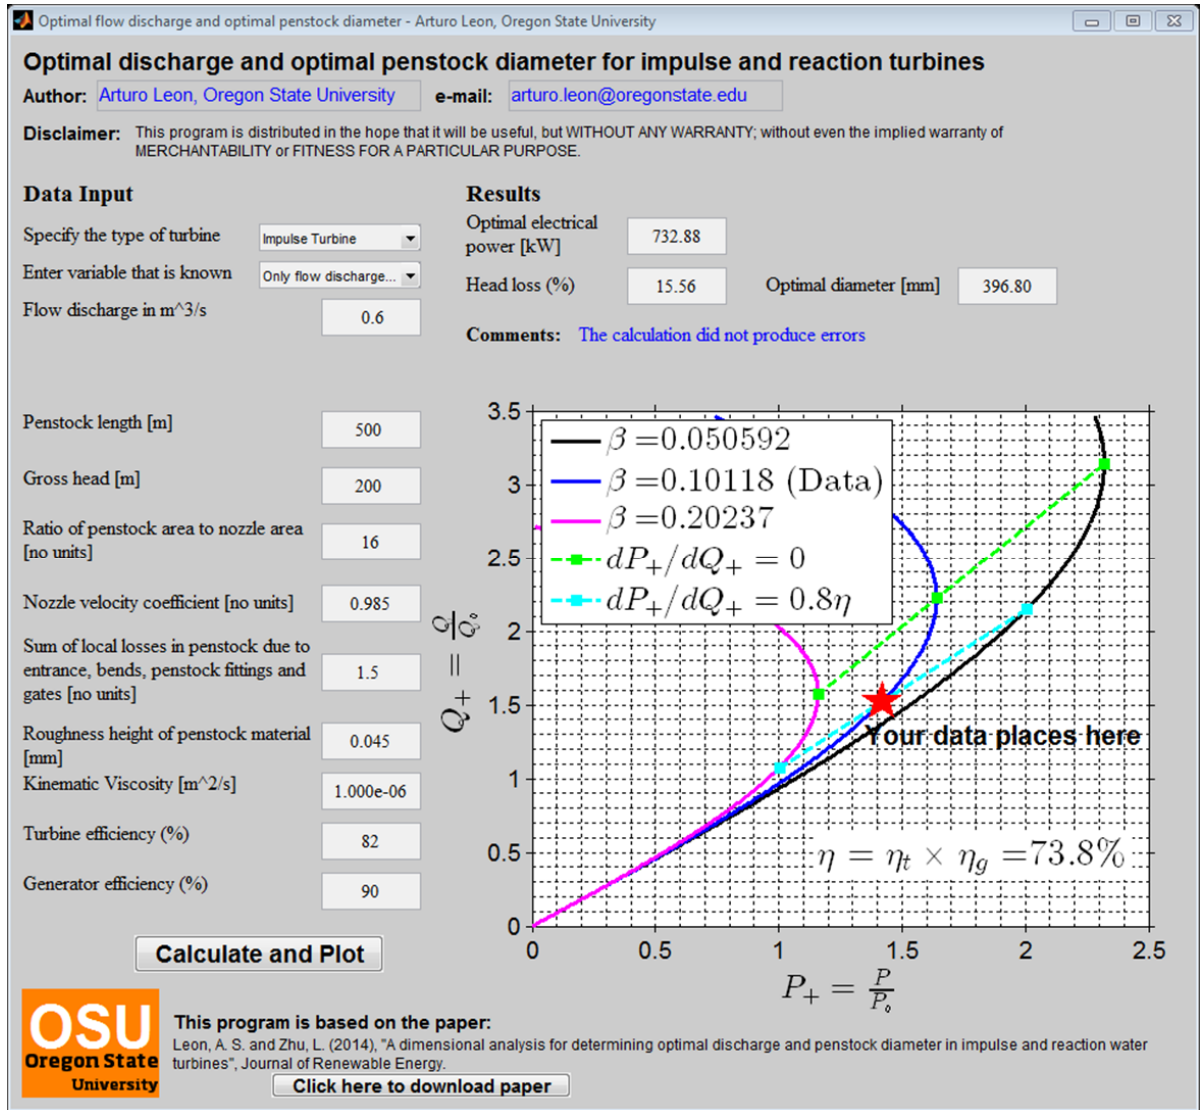 Optimal flow discharge and optimal penstock diameter - Arturo Leon, Oregon State University
Optimal discharge and optimal penstock diameter for impulse and reaction turbines
Author: Arturo Leon, Oregon State University e-mail: arturo.leon@oregonstate.edu
Disclaimer: This program is distributed in the hope that it will be useful, but WITHOUT ANY WARRANTY; without even the implied warranty of
MERCHANTABILITY or FITNESS FOR A PARTICULAR PURPOSE.
Data Input
Specify the type of turbine Impulse Turbine
Enter variable that is known Only flow discharge...
Flow discharge in m^3/s 0.6
Penstock length [m] 500
Gross head [m] 200
Ratio of penstock area to nozzle area
[no units] 16
Nozzle velocity coefficient [no units] 0.985
Sum of local losses in penstock due to
entrance, bends, penstock fittings and
gates [no units] 1.5
Roughness height of penstock material
[mm] 0.045
Kinematic Viscosity [m^2/s] 1.000e-06
Turbine efficiency (%) 82
Generator efficiency (%) 90
Calculate and Plot
Results
Optimal electrical
power [kW] 732.88
Head loss (%) 15.56 Optimal diameter [mm] 396.80
Comments: The calculation did not produce errors
β =0.050592
β =0.10118 (Data)
β =0.20237
dP₊/dQ₊ = 0
dP₊/dQ₊ = 0.8η
Your data places here
η = ηt × ηg =73.8%
3.5
3
2.5
2
1.5
1
0.5
0
0 0.5 1 1.5 2 2.5
Q₊ = Q/Qₒ
P₊ = P/Pₒ
OSU
Oregon State
University
This program is based on the paper:
Leon, A. S. and Zhu, L. (2014), "A dimensional analysis for determining optimal discharge and penstock diameter in impulse and reaction water
turbines", Journal of Renewable Energy.
Click here to download paper